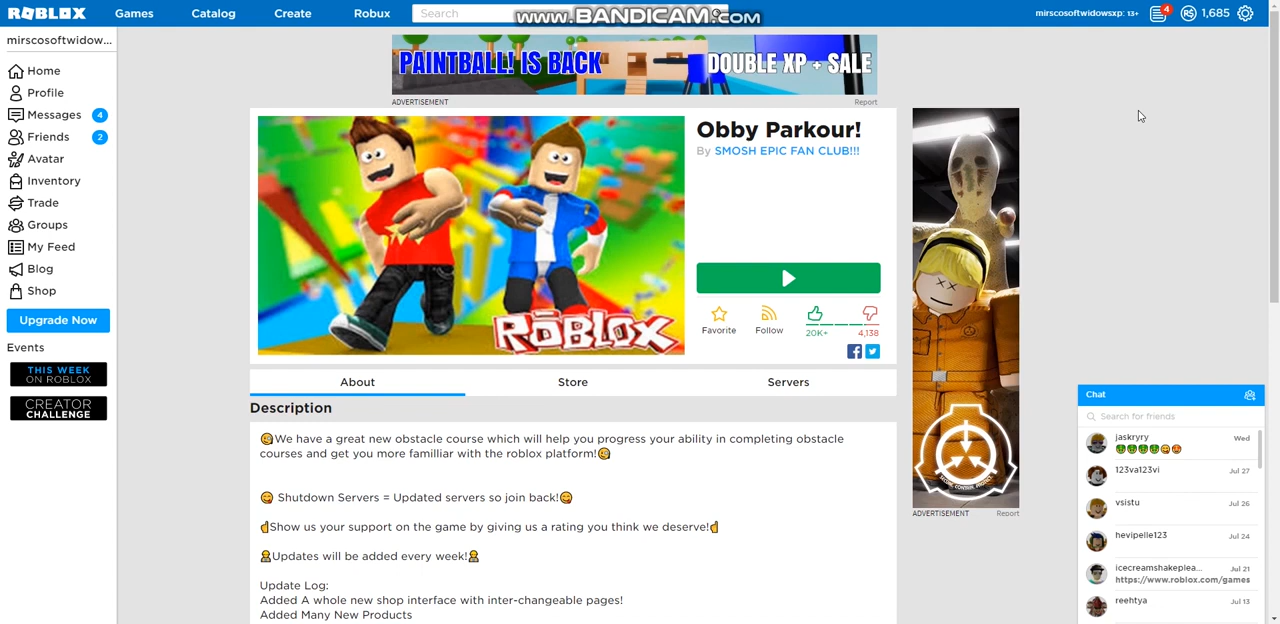 ROBLOX Games Catalog Create Robux Search www.BANDICAM.com mirscosoftwidowsxp: 13+ 4 R$ 1,685
mirscosoftwidow...
Home
Profile
Messages 4
Friends 2
Avatar
Inventory
Trade
Groups
My Feed
Blog
Shop
Upgrade Now
Events
THIS WEEK
ON ROBLOX
CREATOR
CHALLENGE
PAINTBALL! IS BACK DOUBLE XP + SALE
ADVERTISEMENT Report
ROBLOX
Obby Parkour!
By SMOSH EPIC FAN CLUB!!!
Favorite Follow 20K+ 4,138
About Store Servers
Description
😋We have a great new obstacle course which will help you progress your ability in completing obstacle
courses and get you more familliar with the roblox platform!😋
😋 Shutdown Servers = Updated servers so join back!😋
☝Show us your support on the game by giving us a rating you think we deserve!☝
Updates will be added every week!
Update Log:
Added A whole new shop interface with inter-changeable pages!
Added Many New Products
ADVERTISEMENT Report
Chat
Search for friends
jaskryry Wed
123va123vi Jul 27
vsistu Jul 26
hevipelle123 Jul 24
icecreamshakeplea... Jul 21
https://www.roblox.com/games
reehtya Jul 13